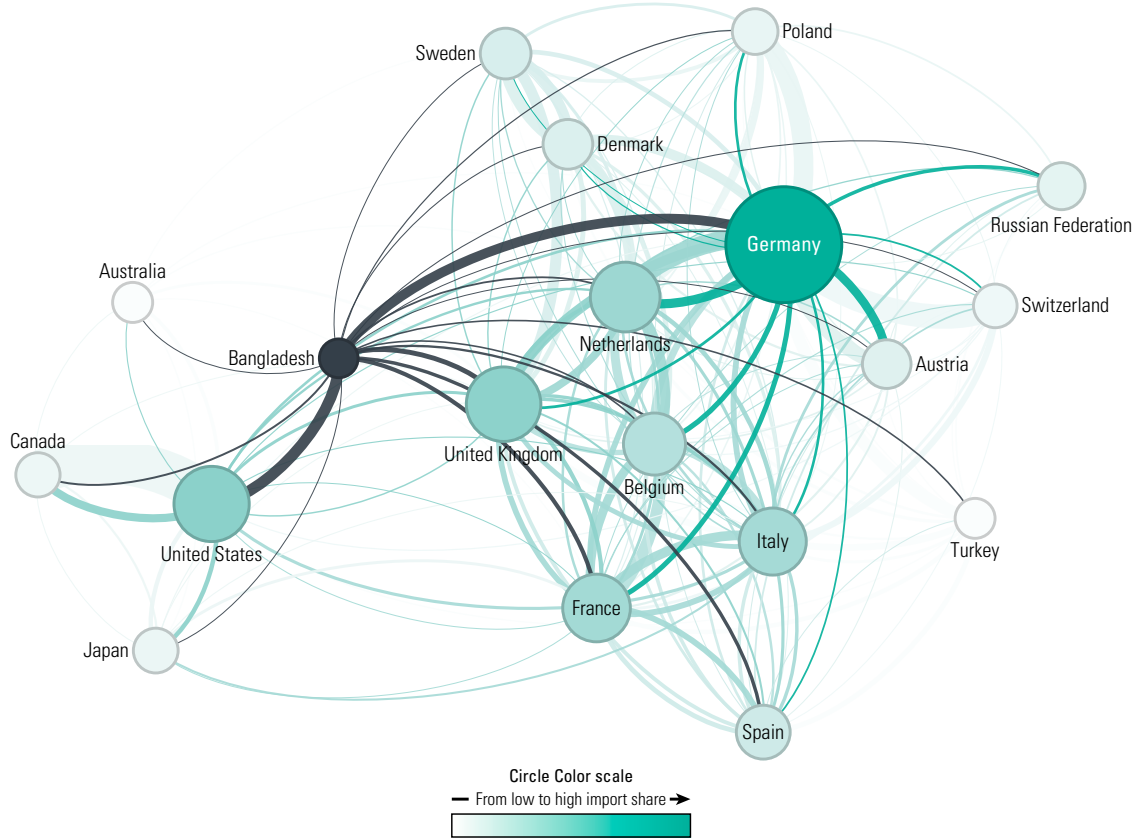 Poland
Sweden
Denmark
Russian Federation
Germany
Australia
Switzerland
Netherlands
Bangladesh
Austria
Canada
United Kingdom
Belgium
United States
Italy
Turkey
France
Japan
Spain
Circle Color scale
From low to high import share